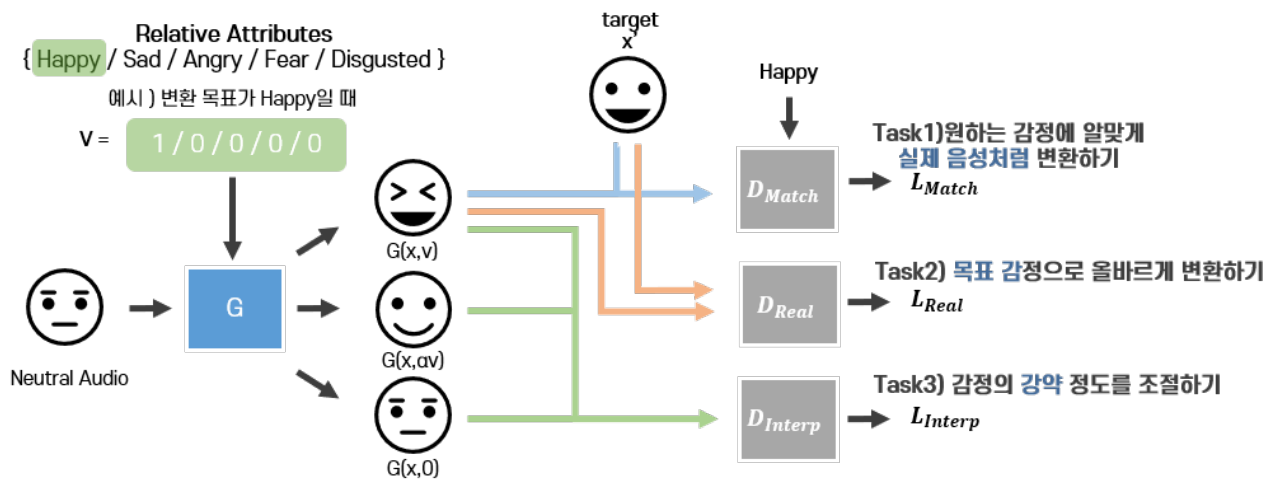 Relative Attributes
{ Happy / Sad / Angry / Fear / Disgusted }
예시 ) 변환 목표가 Happy일 때
V = 1 / 0 / 0 / 0 / 0
Neutral Audio
G
G(x,v)
G(x,αv)
G(x,0)
target
x'
Happy
D_Match
Task1)원하는 감정에 알맞게
실제 음성처럼 변환하기
L_Match
D_Real
Task2) 목표 감정으로 올바르게 변환하기
L_Real
D_Interp
Task3) 감정의 강약 정도를 조절하기
L_Interp